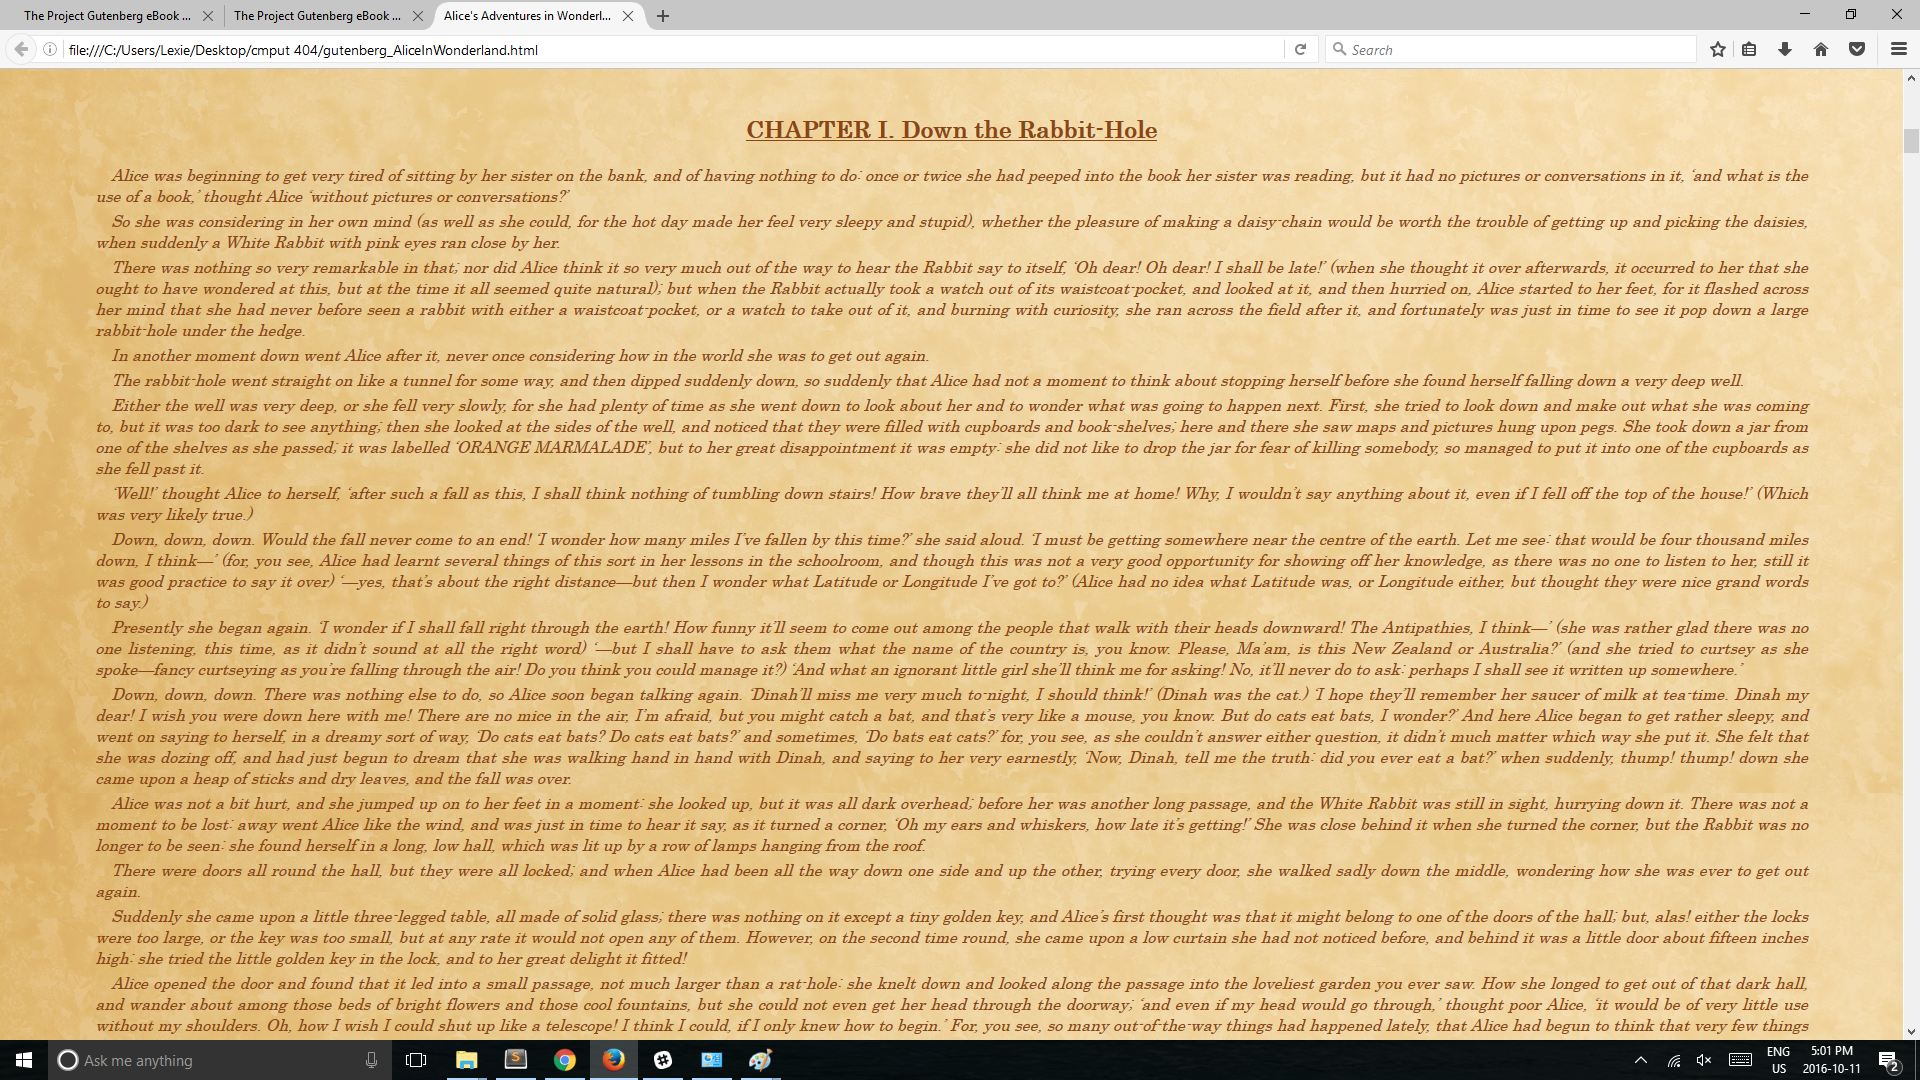 The Project Gutenberg eBook ...
The Project Gutenberg eBook ...
Alice's Adventures in Wonderl...
file:///C:/Users/Lexie/Desktop/cmput 404/gutenberg_AliceInWonderland.html
Search
CHAPTER I. Down the Rabbit-Hole
Alice was beginning to get very tired of sitting by her sister on the bank, and of having nothing to do: once or twice she had peeped into the book her sister was reading, but it had no pictures or conversations in it, ‘and what is the
use of a book,’ thought Alice ‘without pictures or conversations?’
So she was considering in her own mind (as well as she could, for the hot day made her feel very sleepy and stupid), whether the pleasure of making a daisy-chain would be worth the trouble of getting up and picking the daisies,
when suddenly a White Rabbit with pink eyes ran close by her.
There was nothing so very remarkable in that; nor did Alice think it so very much out of the way to hear the Rabbit say to itself, ‘Oh dear! Oh dear! I shall be late!’ (when she thought it over afterwards, it occurred to her that she
ought to have wondered at this, but at the time it all seemed quite natural); but when the Rabbit actually took a watch out of its waistcoat-pocket, and looked at it, and then hurried on, Alice started to her feet, for it flashed across
her mind that she had never before seen a rabbit with either a waistcoat-pocket, or a watch to take out of it, and burning with curiosity, she ran across the field after it, and fortunately was just in time to see it pop down a large
rabbit-hole under the hedge.
In another moment down went Alice after it, never once considering how in the world she was to get out again.
The rabbit-hole went straight on like a tunnel for some way, and then dipped suddenly down, so suddenly that Alice had not a moment to think about stopping herself before she found herself falling down a very deep well.
Either the well was very deep, or she fell very slowly, for she had plenty of time as she went down to look about her and to wonder what was going to happen next. First, she tried to look down and make out what she was coming
to, but it was too dark to see anything; then she looked at the sides of the well, and noticed that they were filled with cupboards and book-shelves; here and there she saw maps and pictures hung upon pegs. She took down a jar from
one of the shelves as she passed; it was labelled ‘ORANGE MARMALADE’, but to her great disappointment it was empty: she did not like to drop the jar for fear of killing somebody, so managed to put it into one of the cupboards as
she fell past it.
‘Well!’ thought Alice to herself, ‘after such a fall as this, I shall think nothing of tumbling down stairs! How brave they’ll all think me at home! Why, I wouldn’t say anything about it, even if I fell off the top of the house!’ (Which
was very likely true.)
Down, down, down. Would the fall never come to an end! ‘I wonder how many miles I’ve fallen by this time?’ she said aloud. ‘I must be getting somewhere near the centre of the earth. Let me see: that would be four thousand miles
down, I think—’ (for, you see, Alice had learnt several things of this sort in her lessons in the schoolroom, and though this was not a very good opportunity for showing off her knowledge, as there was no one to listen to her, still it
was good practice to say it over) ‘—yes, that’s about the right distance—but then I wonder what Latitude or Longitude I’ve got to?’ (Alice had no idea what Latitude was, or Longitude either, but thought they were nice grand words
to say.)
Presently she began again. ‘I wonder if I shall fall right through the earth! How funny it’ll seem to come out among the people that walk with their heads downward! The Antipathies, I think—’ (she was rather glad there was no
one listening, this time, as it didn’t sound at all the right word) ‘—but I shall have to ask them what the name of the country is, you know. Please, Ma’am, is this New Zealand or Australia?’ (and she tried to curtsey as she
spoke—fancy curtseying as you’re falling through the air! Do you think you could manage it?) ‘And what an ignorant little girl she’ll think me for asking! No, it’ll never do to ask: perhaps I shall see it written up somewhere.’
Down, down, down. There was nothing else to do, so Alice soon began talking again. ‘Dinah’ll miss me very much to-night, I should think!’ (Dinah was the cat.) ‘I hope they’ll remember her saucer of milk at tea-time. Dinah my
dear! I wish you were down here with me! There are no mice in the air, I’m afraid, but you might catch a bat, and that’s very like a mouse, you know. But do cats eat bats, I wonder?’ And here Alice began to get rather sleepy, and
went on saying to herself, in a dreamy sort of way, ‘Do cats eat bats? Do cats eat bats?’ and sometimes, ‘Do bats eat cats?’ for, you see, as she couldn’t answer either question, it didn’t much matter which way she put it. She felt that
she was dozing off, and had just begun to dream that she was walking hand in hand with Dinah, and saying to her very earnestly, ‘Now, Dinah, tell me the truth: did you ever eat a bat?’ when suddenly, thump! thump! down she
came upon a heap of sticks and dry leaves, and the fall was over.
Alice was not a bit hurt, and she jumped up on to her feet in a moment: she looked up, but it was all dark overhead; before her was another long passage, and the White Rabbit was still in sight, hurrying down it. There was not a
moment to be lost: away went Alice like the wind, and was just in time to hear it say, as it turned a corner, ‘Oh my ears and whiskers, how late it’s getting!’ She was close behind it when she turned the corner, but the Rabbit was no
longer to be seen: she found herself in a long, low hall, which was lit up by a row of lamps hanging from the roof.
There were doors all round the hall, but they were all locked; and when Alice had been all the way down one side and up the other, trying every door, she walked sadly down the middle, wondering how she was ever to get out
again.
Suddenly she came upon a little three-legged table, all made of solid glass; there was nothing on it except a tiny golden key, and Alice’s first thought was that it might belong to one of the doors of the hall; but, alas! either the locks
were too large, or the key was too small, but at any rate it would not open any of them. However, on the second time round, she came upon a low curtain she had not noticed before, and behind it was a little door about fifteen inches
high: she tried the little golden key in the lock, and to her great delight it fitted!
Alice opened the door and found that it led into a small passage, not much larger than a rat-hole: she knelt down and looked along the passage into the loveliest garden you ever saw. How she longed to get out of that dark hall,
and wander about among those beds of bright flowers and those cool fountains, but she could not even get her head through the doorway; ‘and even if my head would go through,’ thought poor Alice, ‘it would be of very little use
without my shoulders. Oh, how I wish I could shut up like a telescope! I think I could, if I only knew how to begin.’ For, you see, so many out-of-the-way things had happened lately, that Alice had begun to think that very few things
Ask me anything
ENG
US
5:01 PM
2016-10-11
2